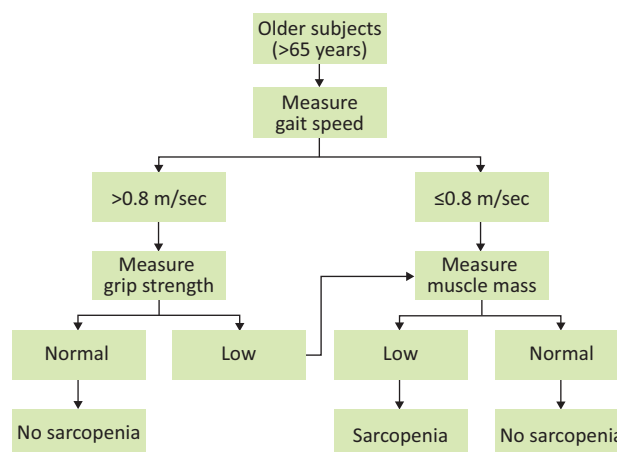 Older subjects
(>65 years)
Measure
gait speed
>0.8 m/sec
≤0.8 m/sec
Measure
grip strength
Measure
muscle mass
Normal
Low
Low
Normal
No sarcopenia
Sarcopenia
No sarcopenia